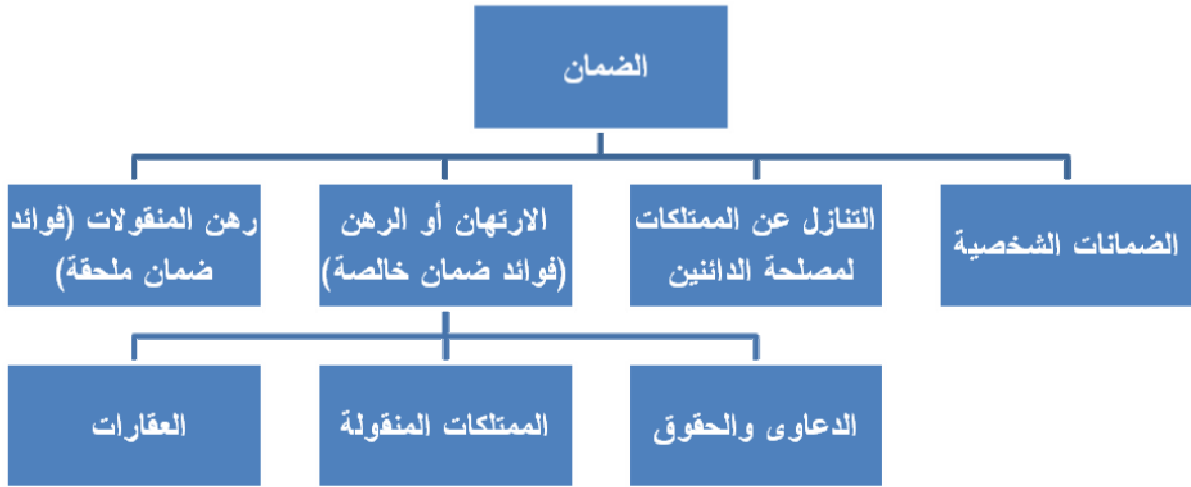 الضمان
الضمانات الشخصية
التنازل عن الممتلكات
لمصلحة الدائنين
الارتهان أو الرهن
(فوائد ضمان خالصة)
رهن المنقولات (فوائد
ضمان ملحقة)
الدعاوى والحقوق
الممتلكات المنقولة
العقارات